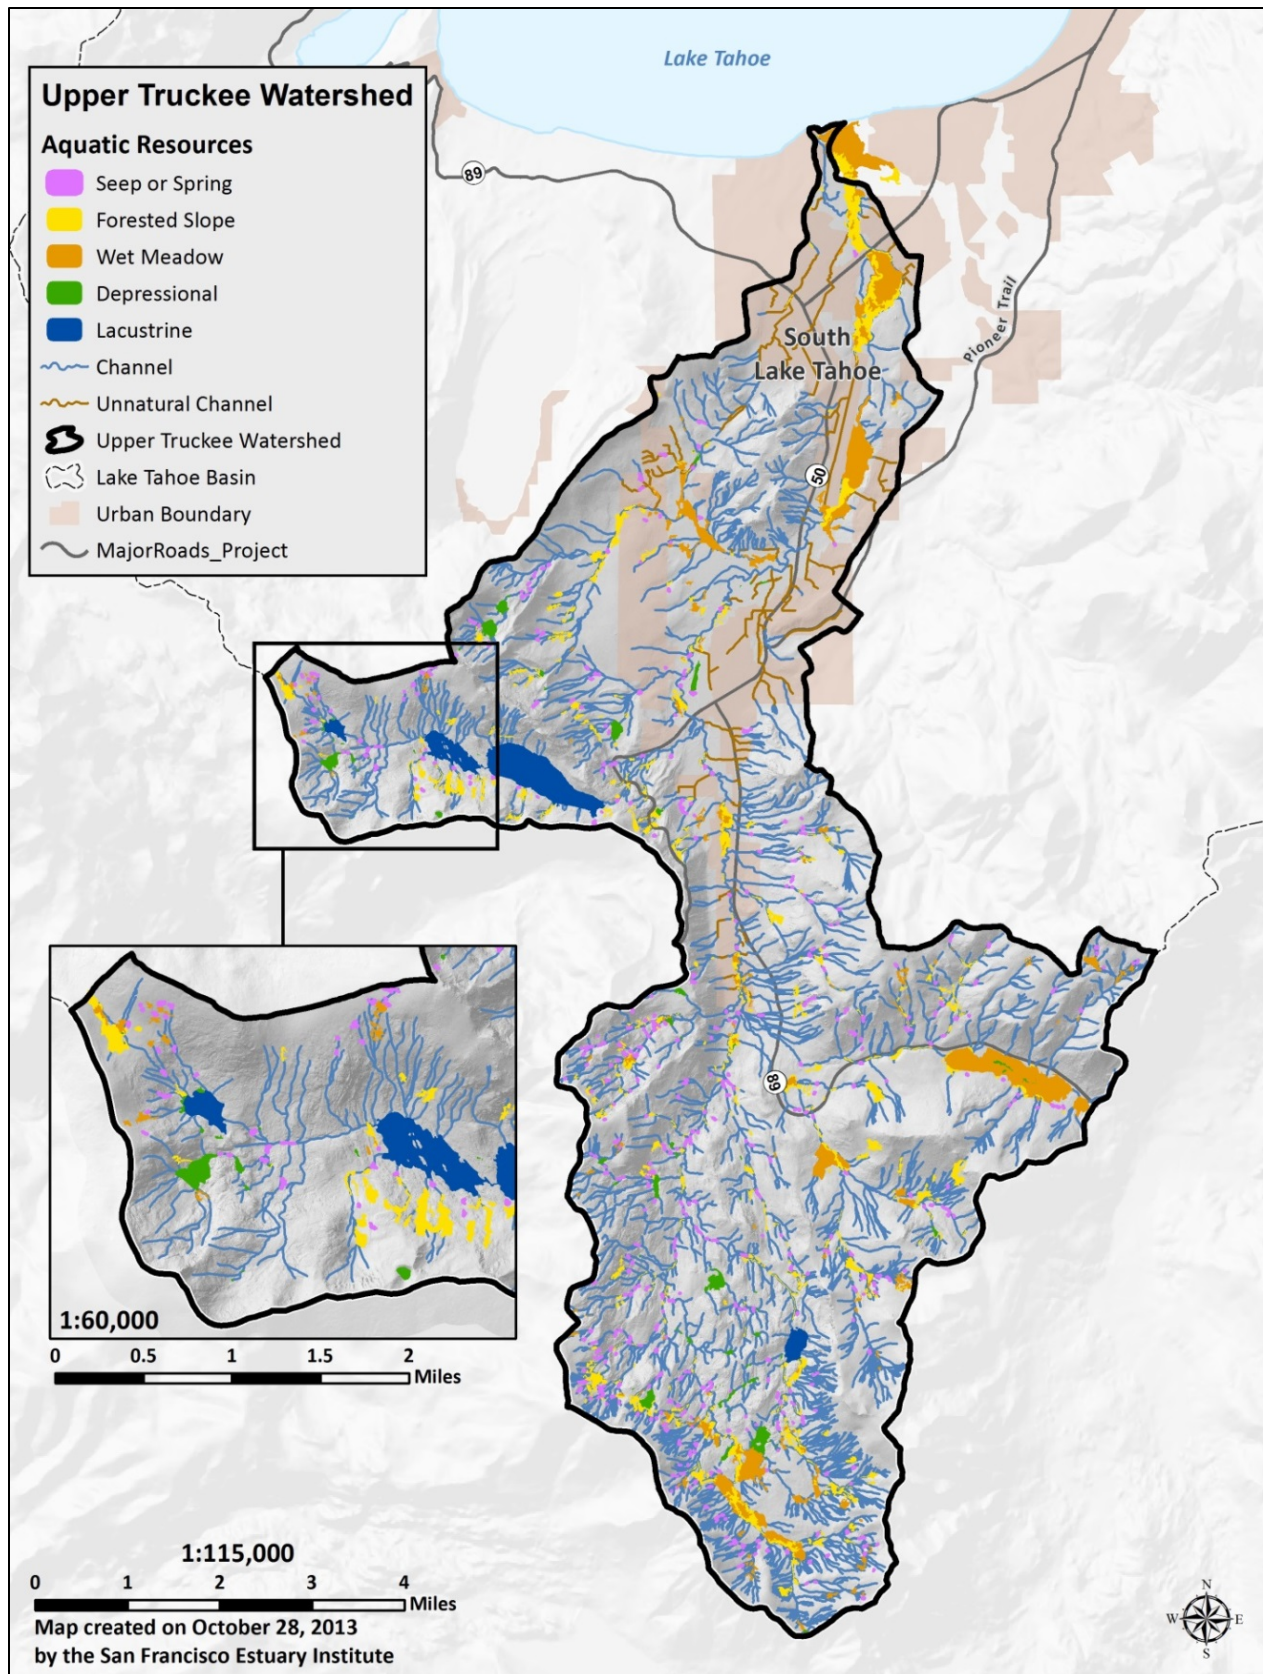 Lake Tahoe
Upper Truckee Watershed
Aquatic Resources
Seep or Spring
Forested Slope
Wet Meadow
Depressional
Lacustrine
Channel
Unnatural Channel
Upper Truckee Watershed
Lake Tahoe Basin
Urban Boundary
MajorRoads_Project
89
Pioneer Trail
South
Lake Tahoe
50
89
1:60,000
0 0.5 1 1.5 2
Miles
1:115,000
0 1 2 3 4
Miles
Map created on October 28, 2013
by the San Francisco Estuary Institute
N
W E
S